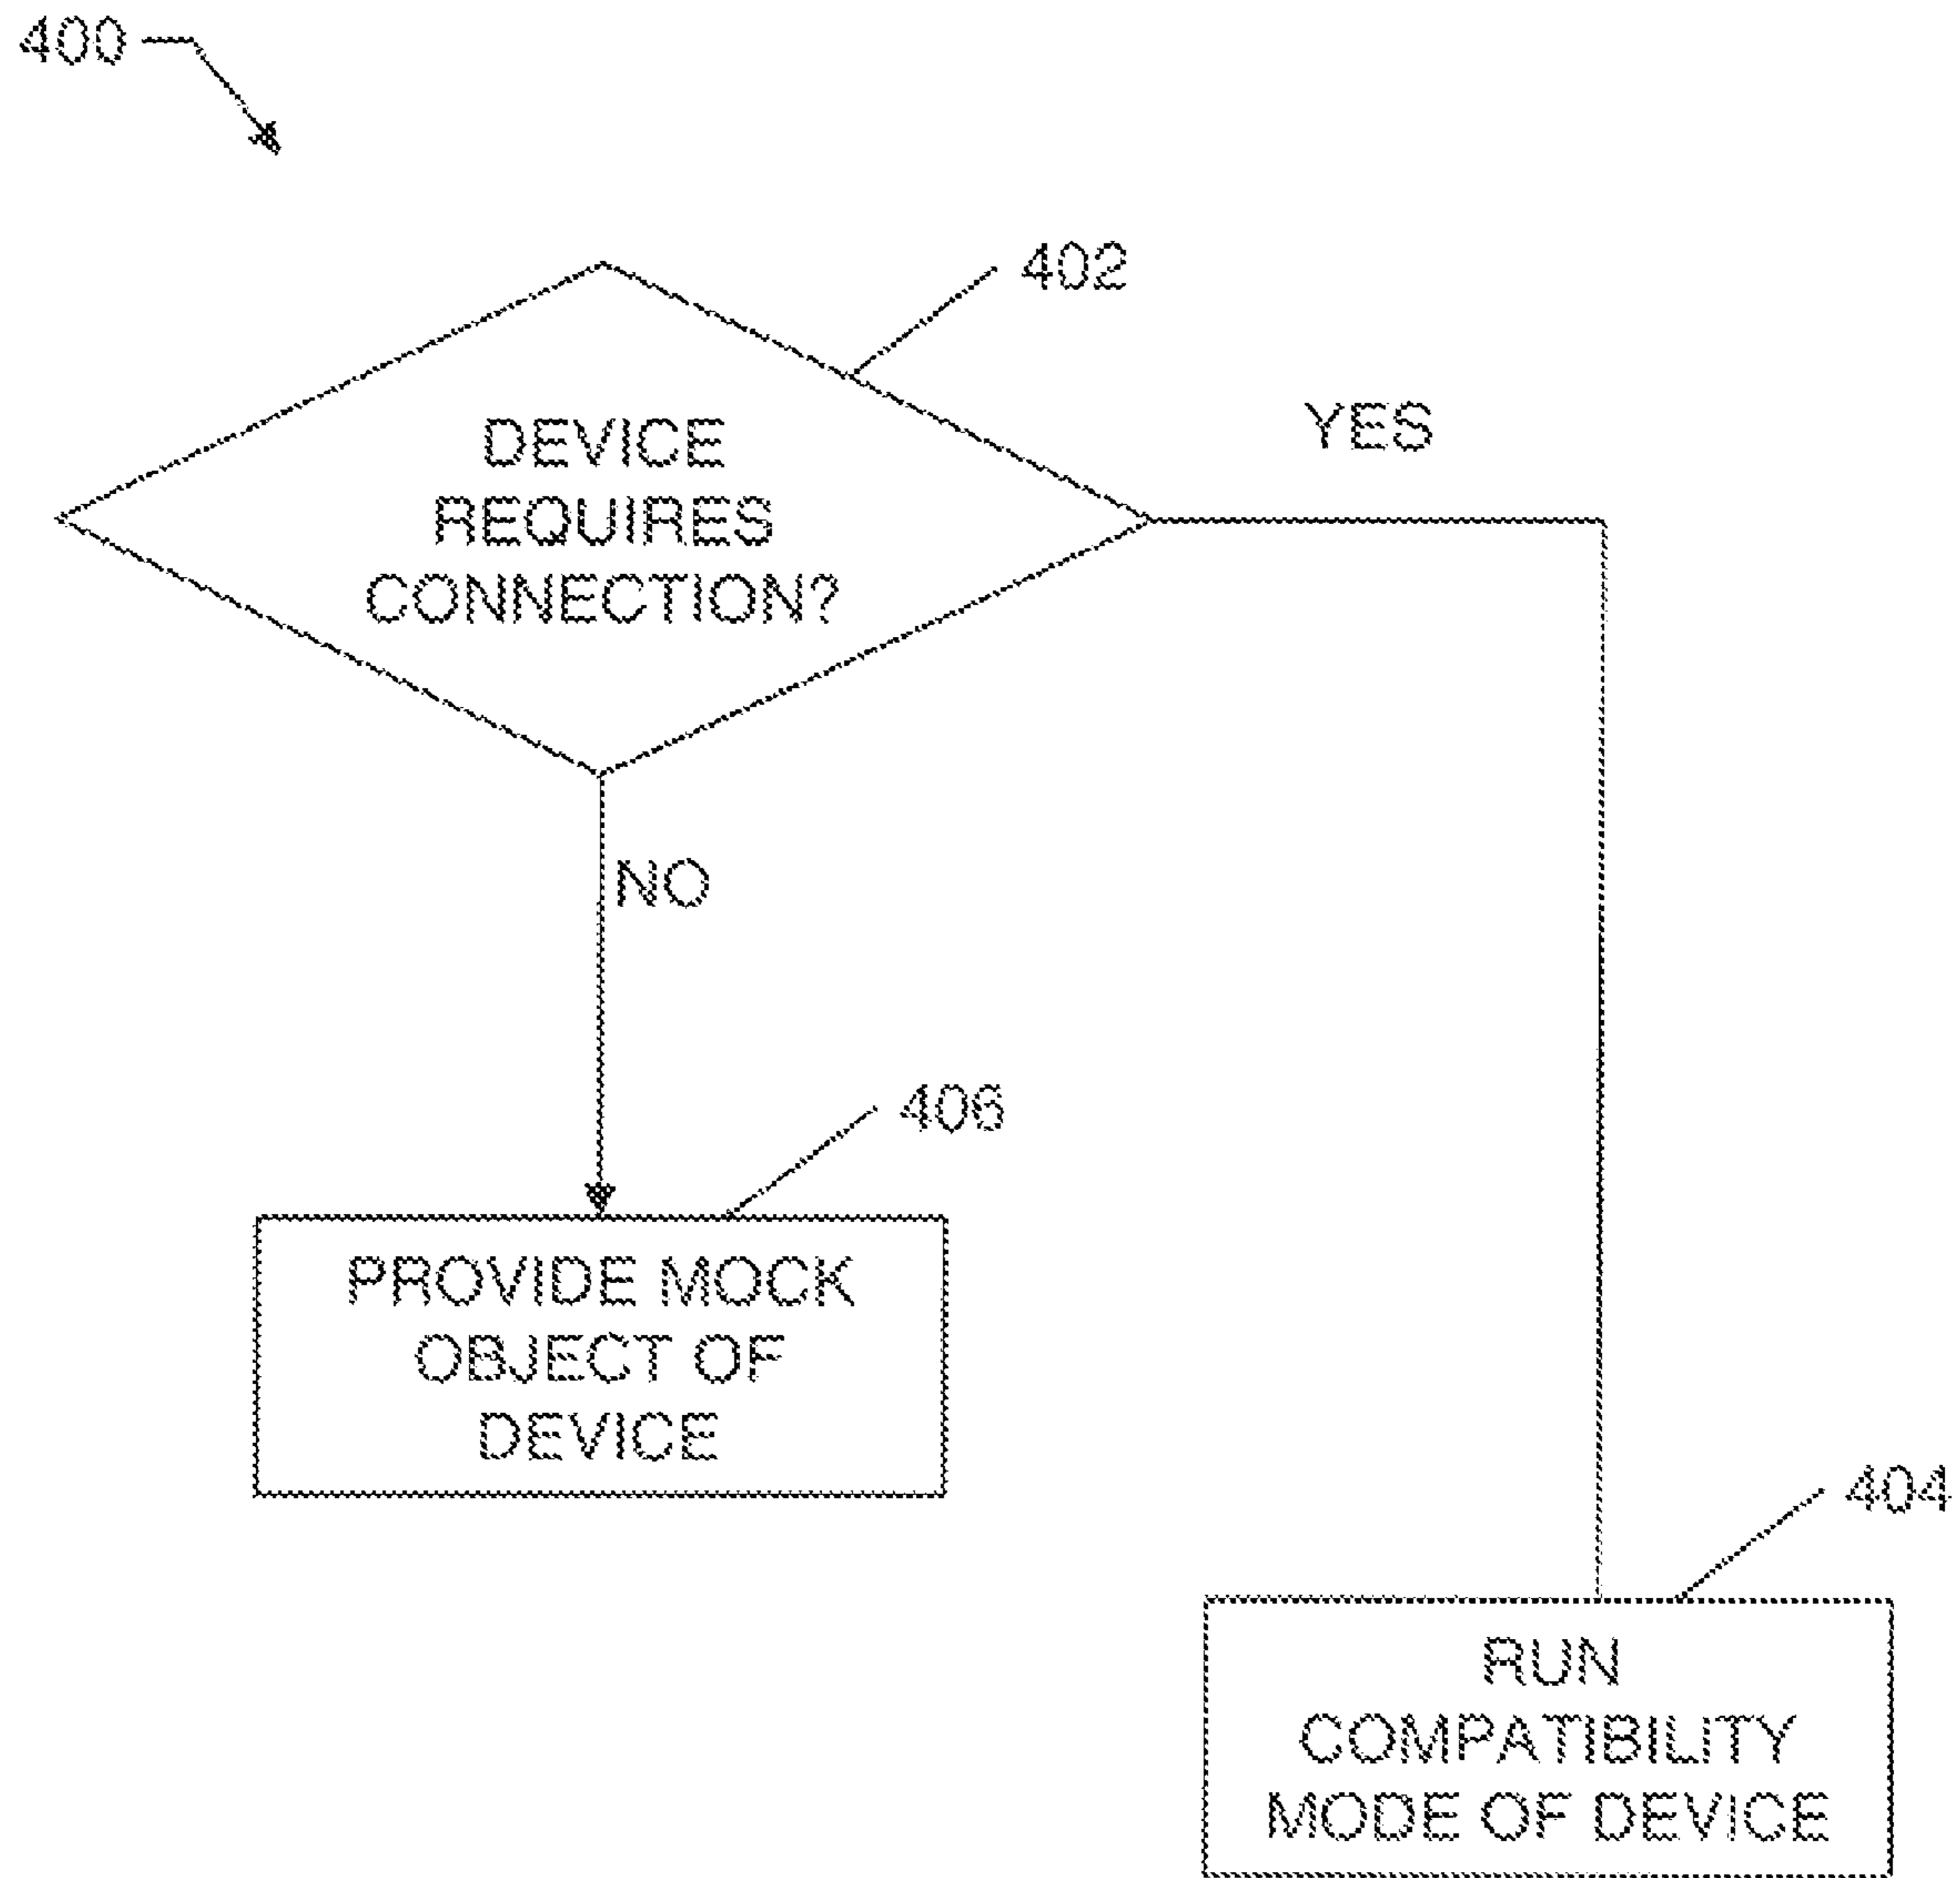 400
402
DEVICE
REQUIRES
CONNECTION?
YES
NO
406
PROVIDE MOCK
OBJECT OF
DEVICE
404
RUN
COMPATIBILITY
MODE OF DEVICE